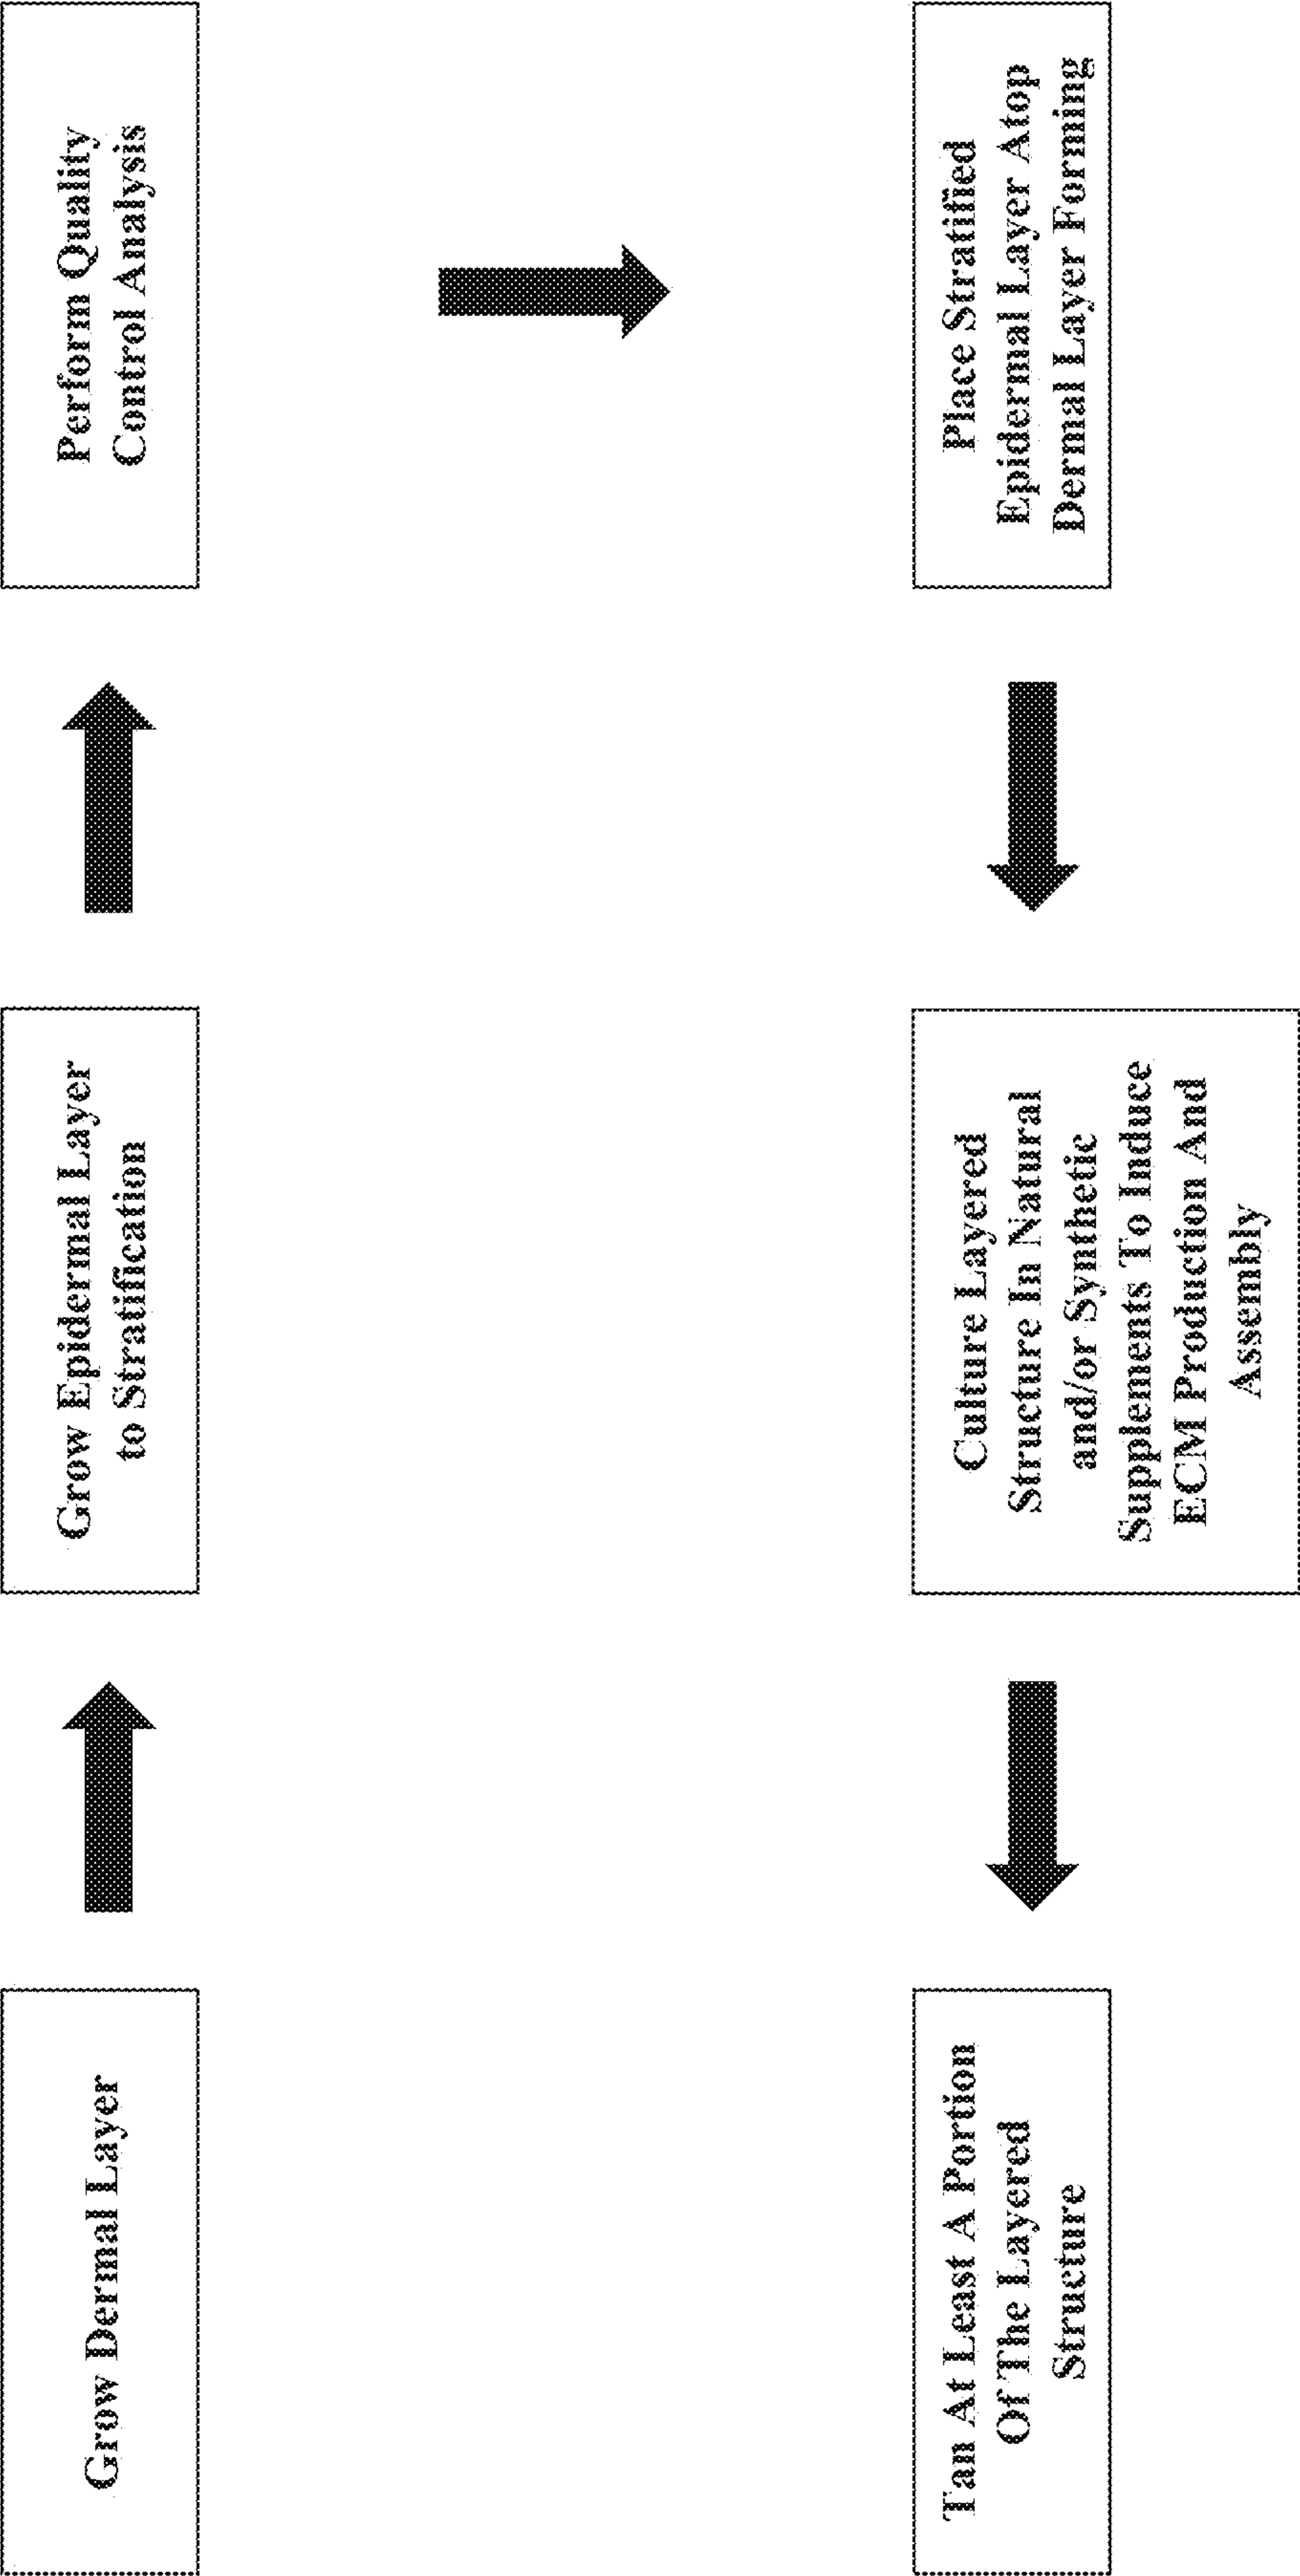 Grow Dermal Layer
Grow Epidermal Layer
to Stratification
Perform Quality
Control Analysis
Place Stratified
Epidermal Layer Atop
Dermal Layer Forming
Culture Layered
Structure In Natural
and/or Synthetic
Supplements To Induce
ECM Production And
Assembly
Tan At Least A Portion
Of The Layered
Structure